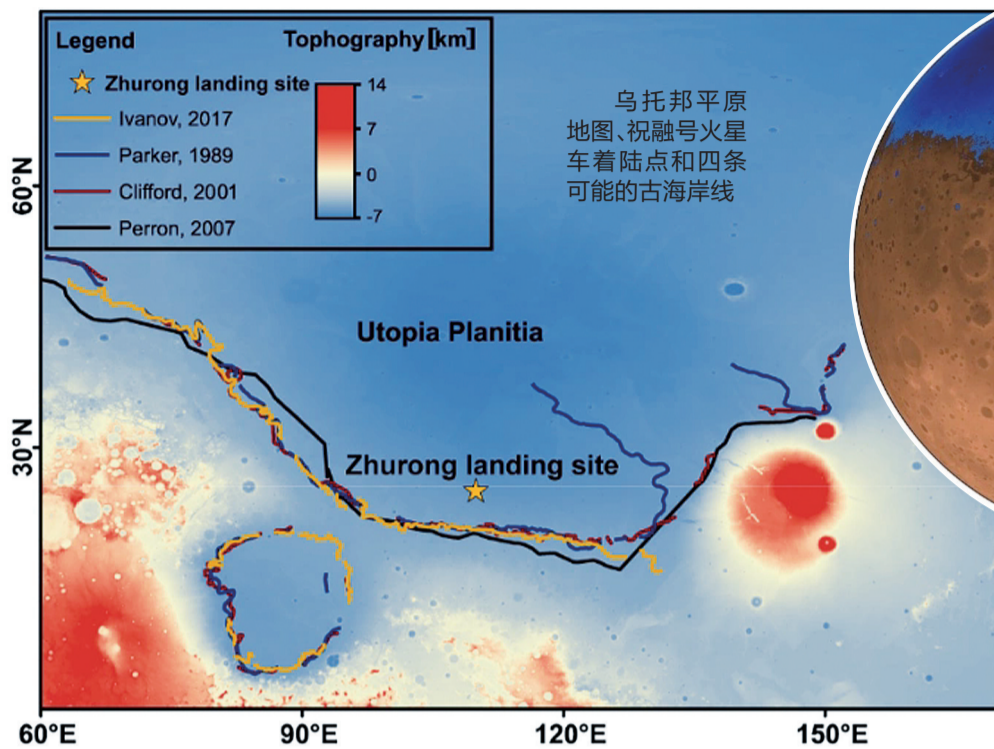 Legend
Tophography [km]
Zhurong landing site
Ivanov, 2017
Parker, 1989
Clifford, 2001
Perron, 2007
14
7
0
-7
乌托邦平原
地图、祝融号火星
车着陆点和四条
可能的古海岸线
60°N
30°N
Utopia Planitia
Zhurong landing site
60°E
90°E
120°E
150°E